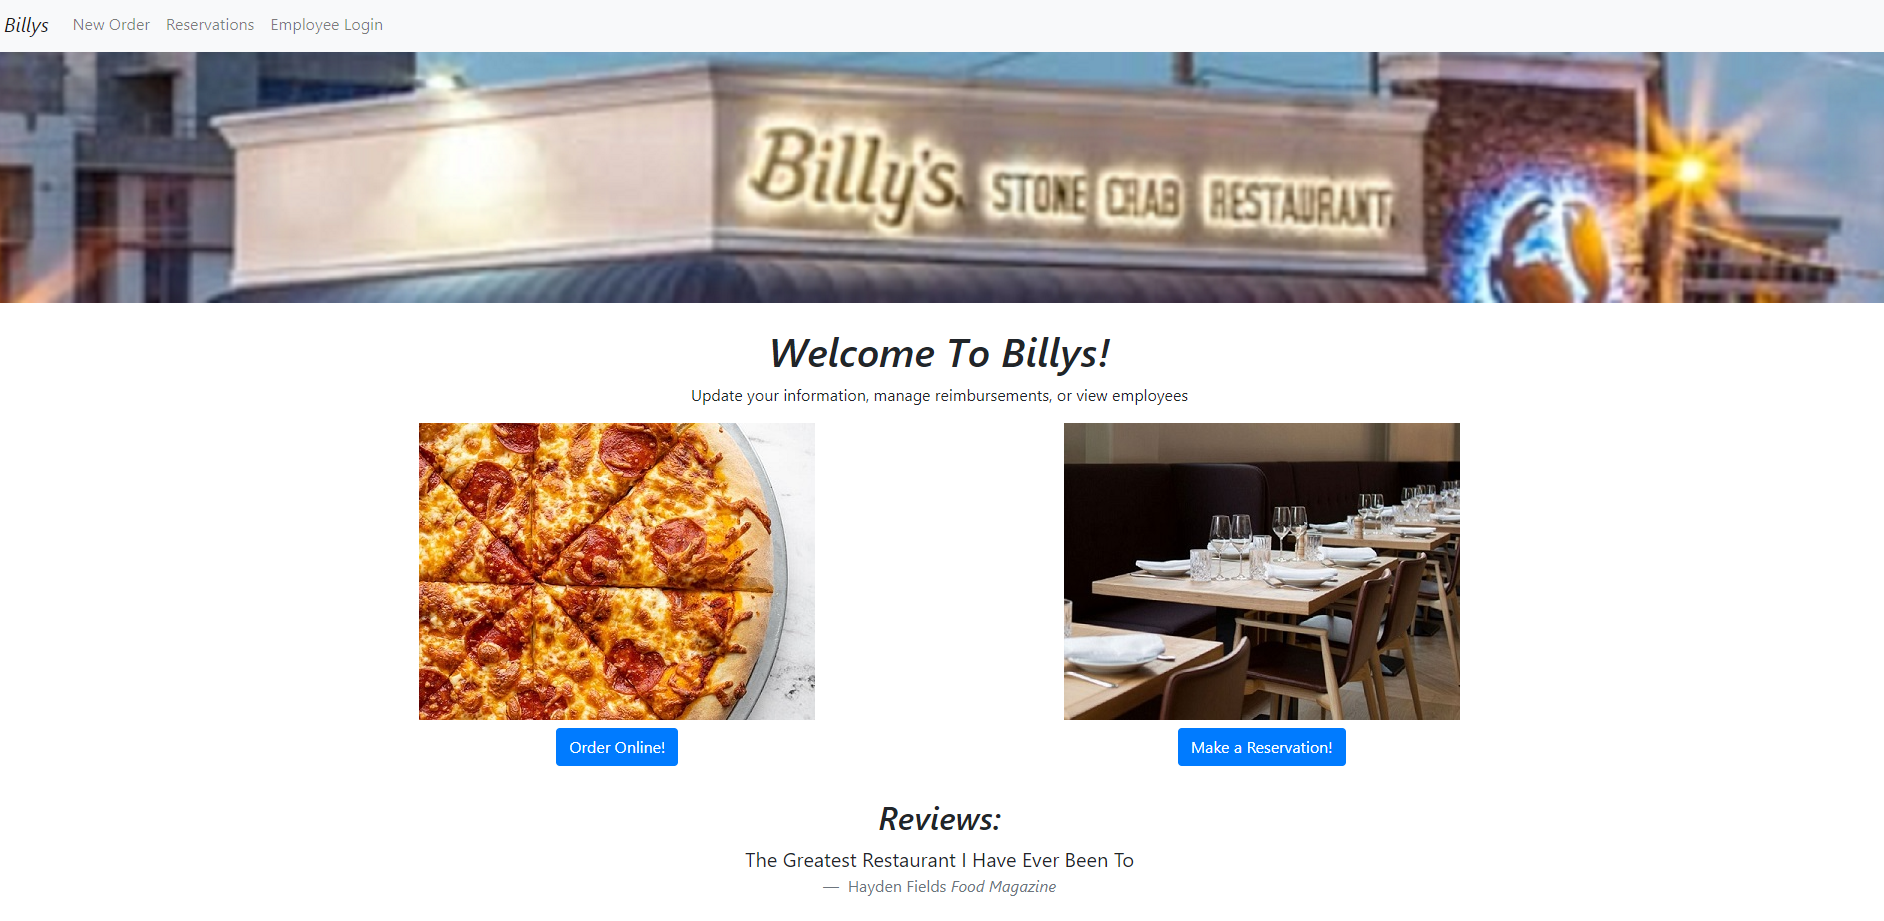 Billys New Order Reservations Employee Login
Billy's. STONE CRAB RESTAURANT.
Welcome To Billys!
Update your information, manage reimbursements, or view employees
Order Online! Make a Reservation!
Reviews:
The Greatest Restaurant I Have Ever Been To
— Hayden Fields Food Magazine